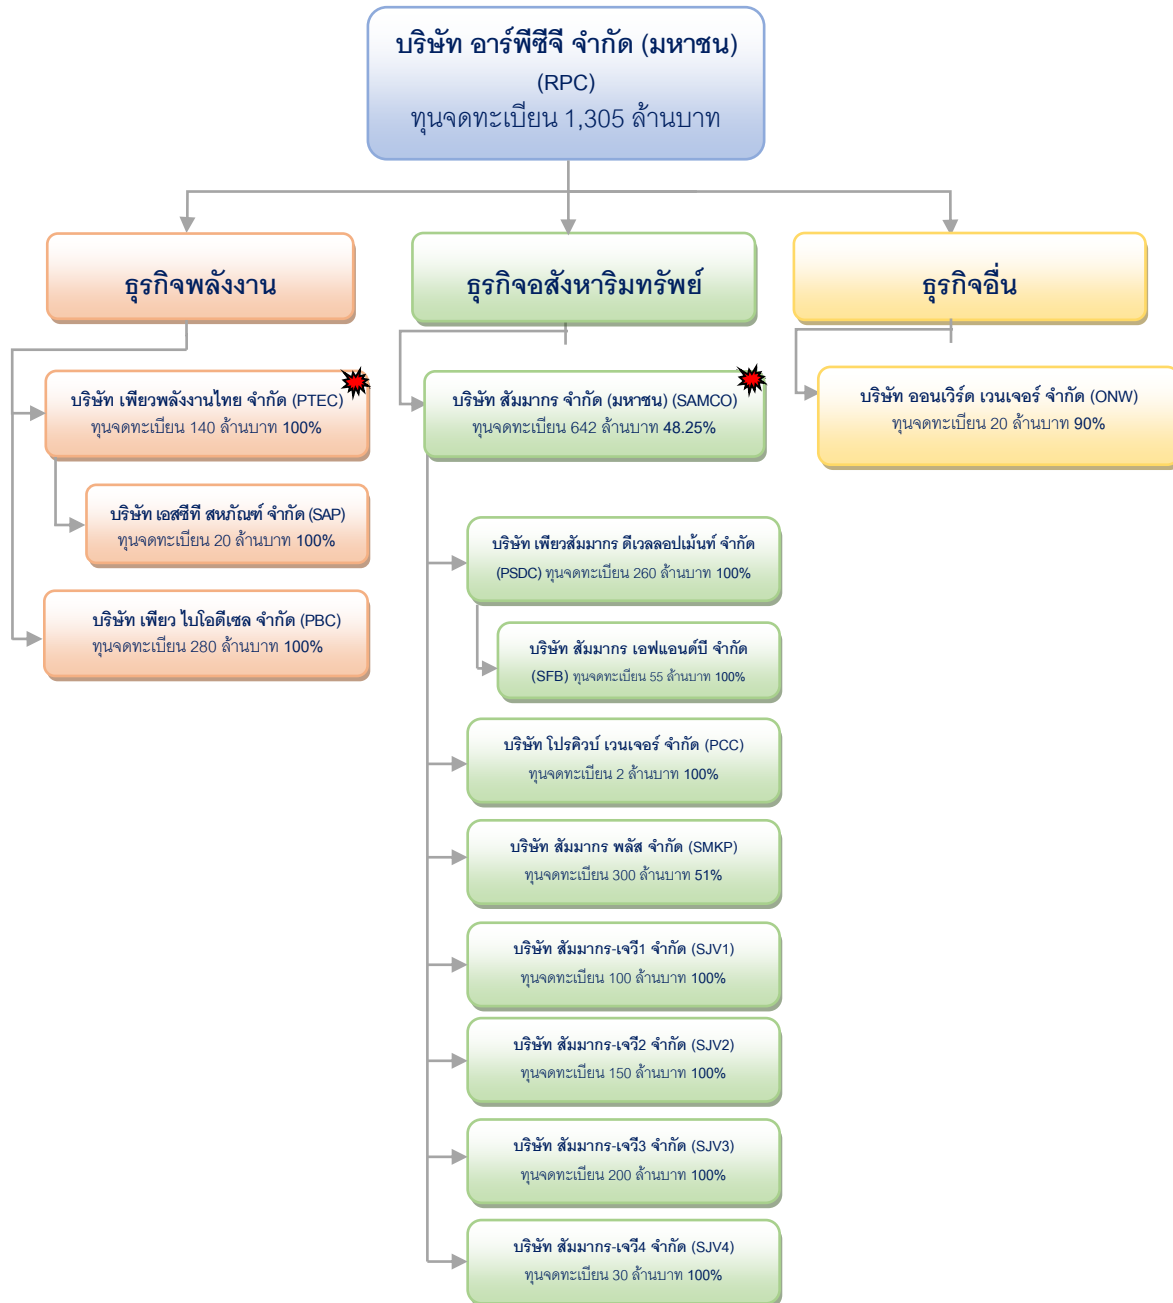 บริษัท อาร์พีซีจี จำกัด (มหาชน)
(RPC)
ทุนจดทะเบียน 1,305 ล้านบาท
ธุรกิจพลังงาน
ธุรกิจอสังหาริมทรัพย์
ธุรกิจอื่น
บริษัท เพียวพลังงานไทย จำกัด (PTEC)
ทุนจดทะเบียน 140 ล้านบาท 100%
บริษัท เอสซีที สหภัณฑ์ จำกัด (SAP)
ทุนจดทะเบียน 20 ล้านบาท 100%
บริษัท เพียว ไบโอดีเซล จำกัด (PBC)
ทุนจดทะเบียน 280 ล้านบาท 100%
บริษัท สัมมากร จำกัด (มหาชน) (SAMCO)
ทุนจดทะเบียน 642 ล้านบาท 48.25%
บริษัท เพียวสัมมากร ดีเวลลอปเม้นท์ จำกัด
(PSDC) ทุนจดทะเบียน 260 ล้านบาท 100%
บริษัท สัมมากร เอฟแอนด์บี จำกัด
(SFB) ทุนจดทะเบียน 55 ล้านบาท 100%
บริษัท โปรคิวบ์ เวนเจอร์ จำกัด (PCC)
ทุนจดทะเบียน 2 ล้านบาท 100%
บริษัท สัมมากร พลัส จำกัด (SMKP)
ทุนจดทะเบียน 300 ล้านบาท 51%
บริษัท สัมมากร-เจวี1 จำกัด (SJV1)
ทุนจดทะเบียน 100 ล้านบาท 100%
บริษัท สัมมากร-เจวี2 จำกัด (SJV2)
ทุนจดทะเบียน 150 ล้านบาท 100%
บริษัท สัมมากร-เจวี3 จำกัด (SJV3)
ทุนจดทะเบียน 200 ล้านบาท 100%
บริษัท สัมมากร-เจวี4 จำกัด (SJV4)
ทุนจดทะเบียน 30 ล้านบาท 100%
บริษัท ออนเวิร์ด เวนเจอร์ จำกัด (ONW)
ทุนจดทะเบียน 20 ล้านบาท 90%